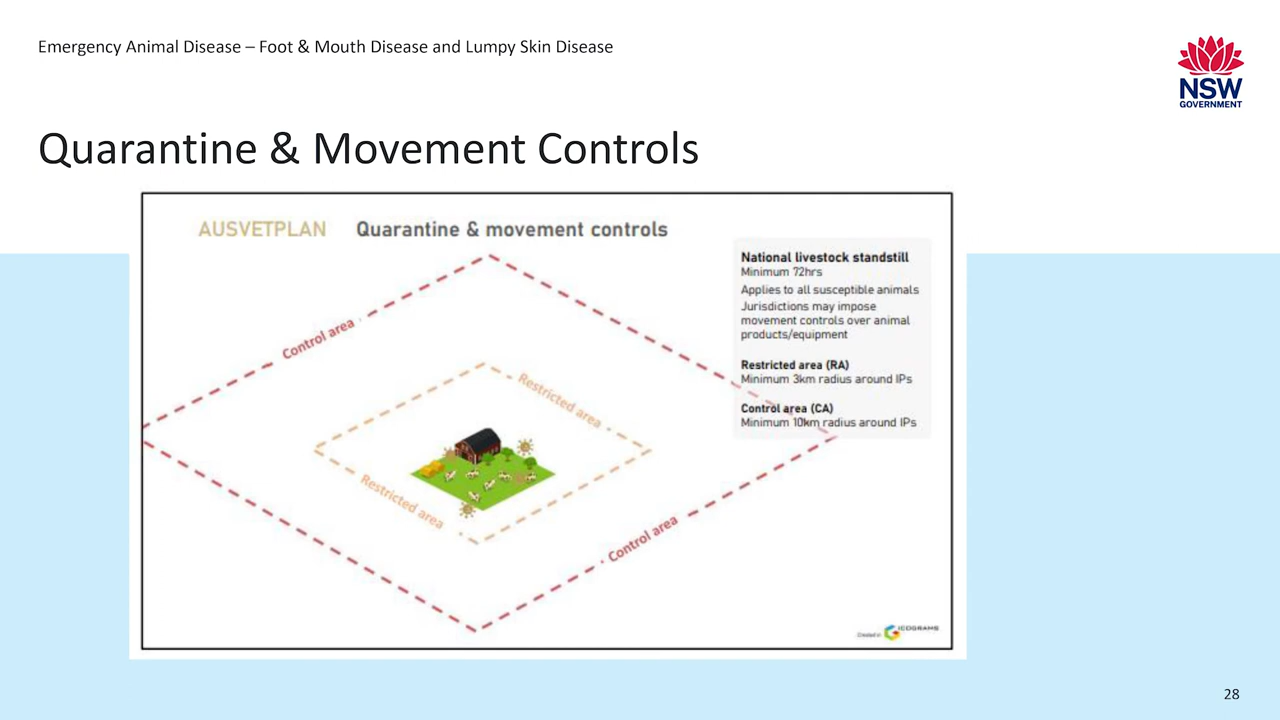 Emergency Animal Disease – Foot & Mouth Disease and Lumpy Skin Disease
NSW
GOVERNMENT
Quarantine & Movement Controls
AUSVETPLAN Quarantine & movement controls
National livestock standstill
Minimum 72hrs
Applies to all susceptible animals
Jurisdictions may impose
movement controls over animal
products/equipment
Restricted area (RA)
Minimum 3km radius around IPs
Control area (CA)
Minimum 10km radius around IPs
Control area
Restricted area
Restricted area
Control area
Created in ICOGRAMS
28